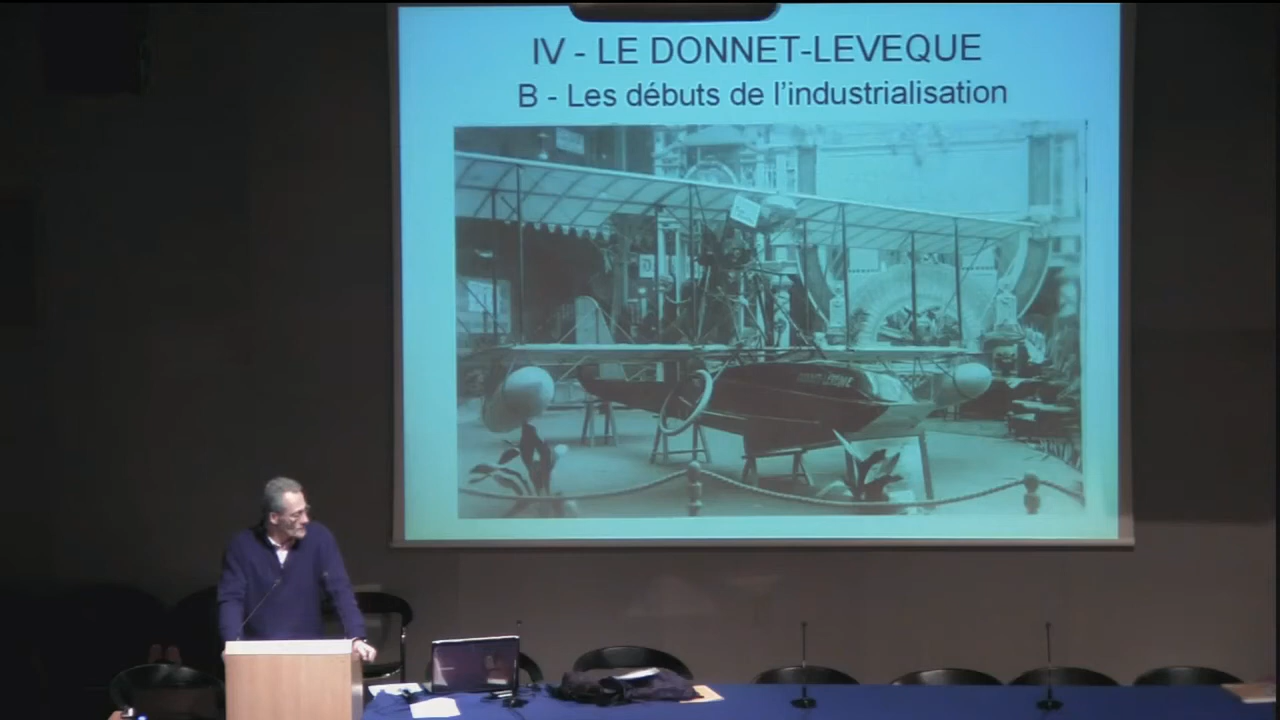 IV - LE DONNET-LEVEQUE
B - Les débuts de l'industrialisation